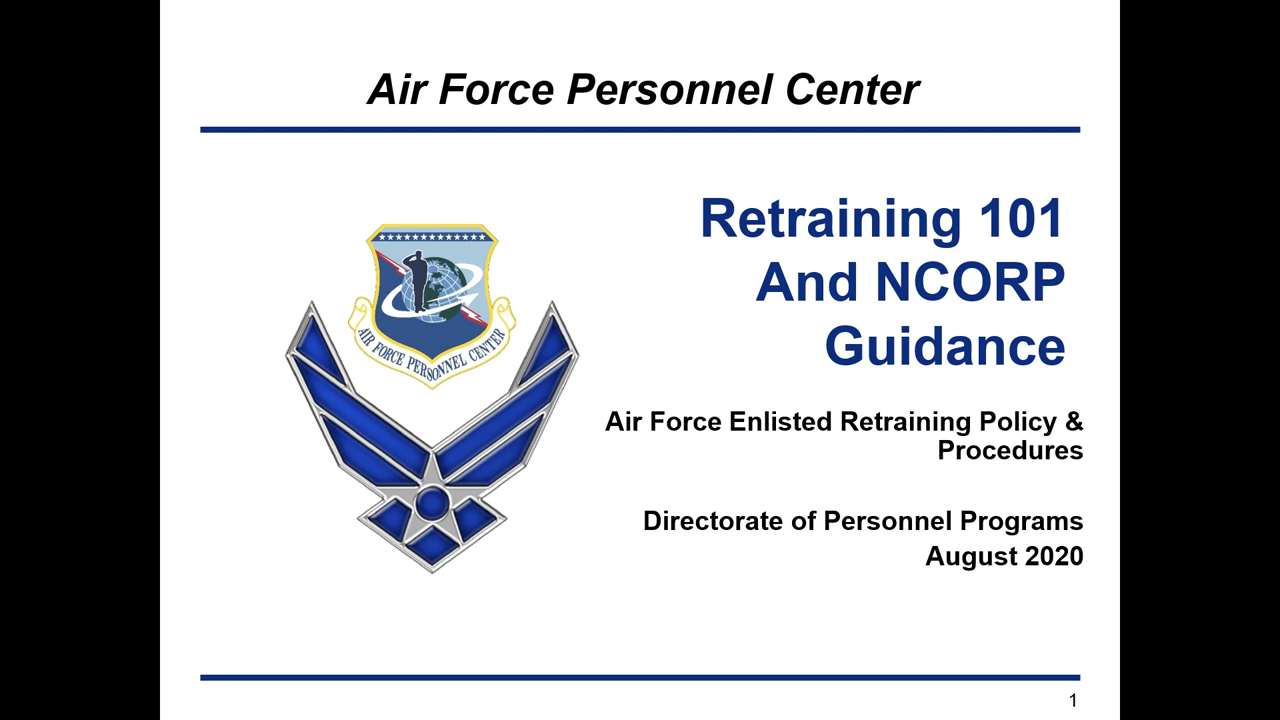 Air Force Personnel Center
Retraining 101
And NCORP
Guidance
AIR FORCE PERSONNEL CENTER
Air Force Enlisted Retraining Policy &
Procedures
Directorate of Personnel Programs
August 2020
1